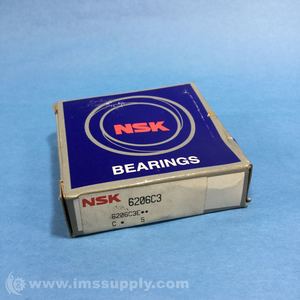 NSK
BEARINGS
NSK 6206C3
6206C3E**
C * S
© www.imssupply.com